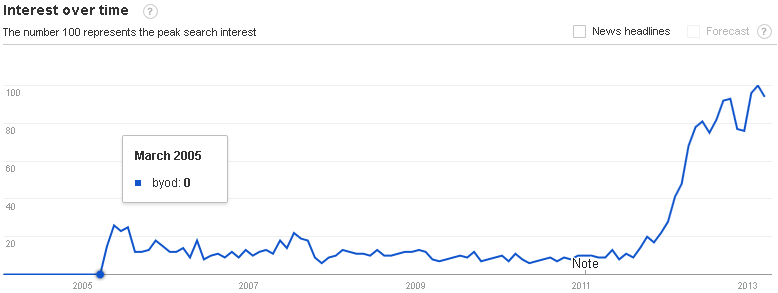 Interest over time ?
The number 100 represents the peak search interest
News headlines
Forecast ?
100
80
60
40
20
March 2005
byod: 0
Note
2005
2007
2009
2011
2013